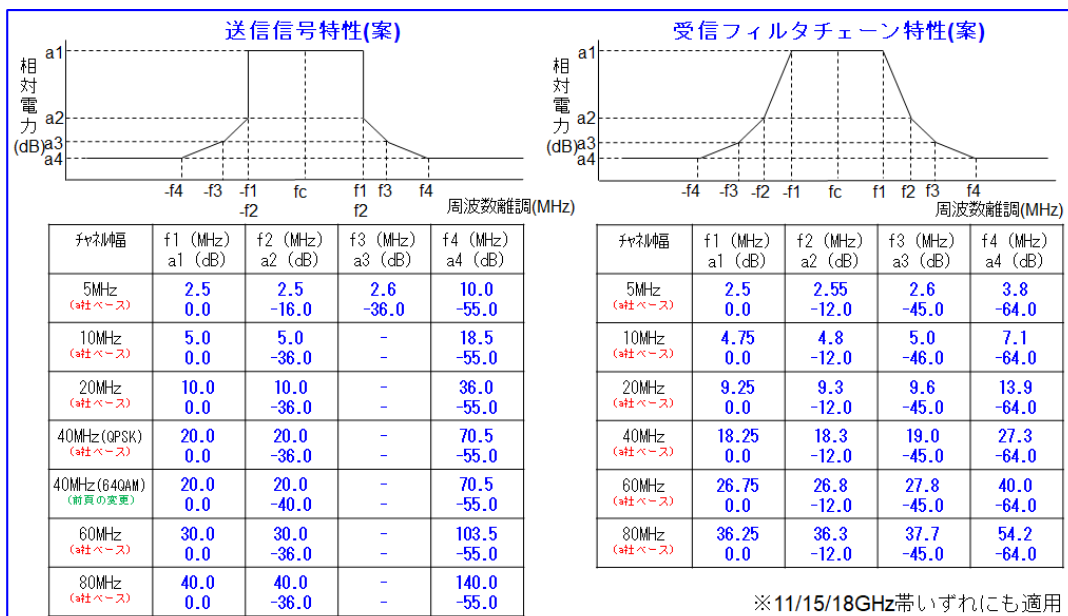 送信信号特性(案)
a1
相対電力
(dB)
a2
a3
a4
-f4 -f3 -f1 fc f1 f3 f4
-f2 f2
周波数離調(MHz)
チャネル幅 f1 (MHz) f2 (MHz) f3 (MHz) f4 (MHz)
a1 (dB) a2 (dB) a3 (dB) a4 (dB)
5MHz 2.5 2.5 2.6 10.0
(a社ベース) 0.0 -16.0 -36.0 -55.0
10MHz 5.0 5.0 - 18.5
(a社ベース) 0.0 -36.0 - -55.0
20MHz 10.0 10.0 - 36.0
(a社ベース) 0.0 -36.0 - -55.0
40MHz(QPSK) 20.0 20.0 - 70.5
(a社ベース) 0.0 -36.0 - -55.0
40MHz(64QAM) 20.0 20.0 - 70.5
(前頁の変更) 0.0 -40.0 - -55.0
60MHz 30.0 30.0 - 103.5
(a社ベース) 0.0 -36.0 - -55.0
80MHz 40.0 40.0 - 140.0
(a社ベース) 0.0 -36.0 - -55.0
受信フィルタチェーン特性(案)
a1
相対電力
(dB)
a2
a3
a4
-f4 -f3 -f2 -f1 fc f1 f2 f3 f4
周波数離調(MHz)
チャネル幅 f1 (MHz) f2 (MHz) f3 (MHz) f4 (MHz)
a1 (dB) a2 (dB) a3 (dB) a4 (dB)
5MHz 2.5 2.55 2.6 3.8
(a社ベース) 0.0 -12.0 -45.0 -64.0
10MHz 4.75 4.8 5.0 7.1
(a社ベース) 0.0 -12.0 -46.0 -64.0
20MHz 9.25 9.3 9.6 13.9
(a社ベース) 0.0 -12.0 -45.0 -64.0
40MHz 18.25 18.3 19.0 27.3
(a社ベース) 0.0 -12.0 -45.0 -64.0
60MHz 26.75 26.8 27.8 40.0
(a社ベース) 0.0 -12.0 -45.0 -64.0
80MHz 36.25 36.3 37.7 54.2
(a社ベース) 0.0 -12.0 -45.0 -64.0
※11/15/18GHz帯いずれにも適用